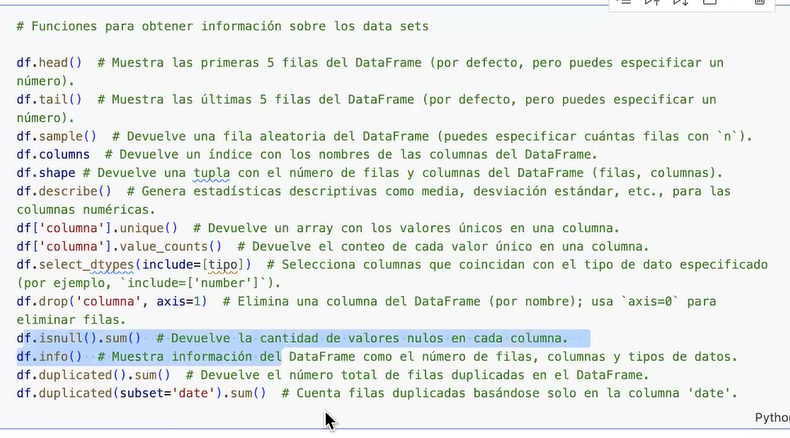 # Funciones para obtener información sobre los data sets
df.head()  # Muestra las primeras 5 filas del DataFrame (por defecto, pero puedes especificar un
número).
df.tail()  # Muestra las últimas 5 filas del DataFrame (por defecto, pero puedes especificar un
número).
df.sample()  # Devuelve una fila aleatoria del DataFrame (puedes especificar cuántas filas con `n`).
df.columns  # Devuelve un índice con los nombres de las columnas del DataFrame.
df.shape # Devuelve una tupla con el número de filas y columnas del DataFrame (filas, columnas).
df.describe()  # Genera estadísticas descriptivas como media, desviación estándar, etc., para las
columnas numéricas.
df['columna'].unique()  # Devuelve un array con los valores únicos en una columna.
df['columna'].value_counts()  # Devuelve el conteo de cada valor único en una columna.
df.select_dtypes(include=[tipo])  # Selecciona columnas que coincidan con el tipo de dato especificado
(por ejemplo, `include=['number']`).
df.drop('columna', axis=1)  # Elimina una columna del DataFrame (por nombre); usa `axis=0` para
eliminar filas.
df.isnull().sum()  # Devuelve la cantidad de valores nulos en cada columna.
df.info()  # Muestra información del DataFrame como el número de filas, columnas y tipos de datos.
df.duplicated().sum()  # Devuelve el número total de filas duplicadas en el DataFrame.
df.duplicated(subset='date').sum()  # Cuenta filas duplicadas basándose solo en la columna 'date'.